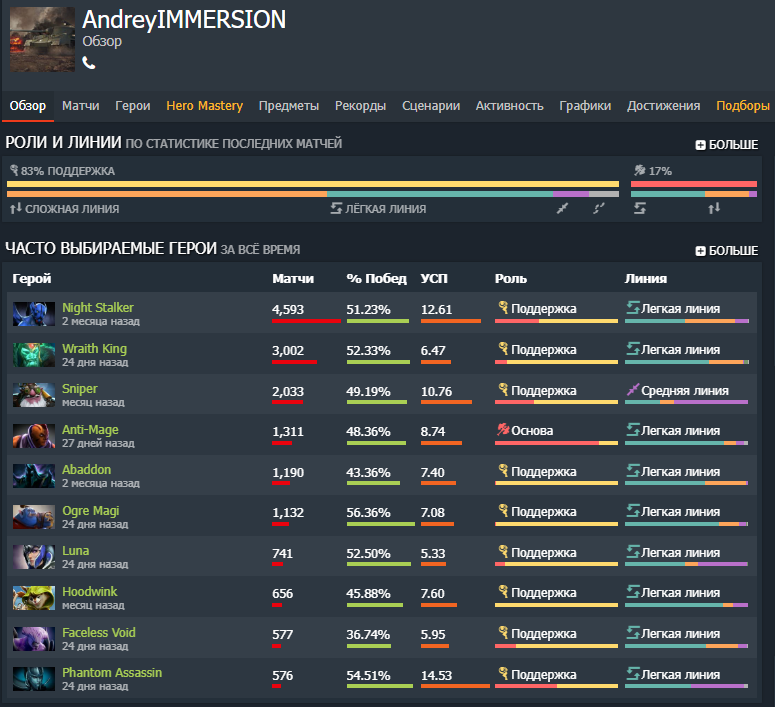 AndreyIMMERSION
Обзор
Обзор Матчи Герои Hero Mastery Предметы Рекорды Сценарии Активность Графики Достижения Подборы
РОЛИ И ЛИНИИ ПО СТАТИСТИКЕ ПОСЛЕДНИХ МАТЧЕЙ БОЛЬШЕ
83% ПОДДЕРЖКА 17%
СЛОЖНАЯ ЛИНИЯ ЛЁГКАЯ ЛИНИЯ
ЧАСТО ВЫБИРАЕМЫЕ ГЕРОИ ЗА ВСЁ ВРЕМЯ БОЛЬШЕ
Герой Матчи % Побед УСП Роль Линия
Night Stalker 4,593 51.23% 12.61 Поддержка Легкая линия
2 месяца назад
Wraith King 3,002 52.33% 6.47 Поддержка Легкая линия
24 дня назад
Sniper 2,033 49.19% 10.76 Поддержка Средняя линия
месяц назад
Anti-Mage 1,311 48.36% 8.74 Основа Легкая линия
27 дней назад
Abaddon 1,190 43.36% 7.40 Поддержка Легкая линия
2 месяца назад
Ogre Magi 1,132 56.36% 7.08 Поддержка Легкая линия
24 дня назад
Luna 741 52.50% 5.33 Поддержка Легкая линия
24 дня назад
Hoodwink 656 45.88% 7.60 Поддержка Легкая линия
месяц назад
Faceless Void 577 36.74% 5.95 Поддержка Легкая линия
24 дня назад
Phantom Assassin 576 54.51% 14.53 Поддержка Легкая линия
24 дня назад